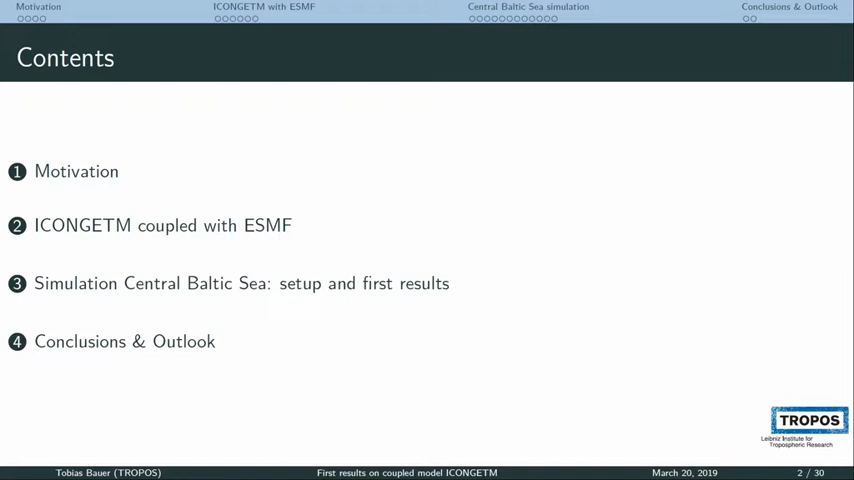 Motivation
ICONGETM with ESMF
Central Baltic Sea simulation
Conclusions & Outlook
Contents
1 Motivation
2 ICONGETM coupled with ESMF
3 Simulation Central Baltic Sea: setup and first results
4 Conclusions & Outlook
TROPOS
Leibniz Institute for
Tropospheric Research
Tobias Bauer (TROPOS)
First results on coupled model ICONGETM
March 20, 2019
2 / 30